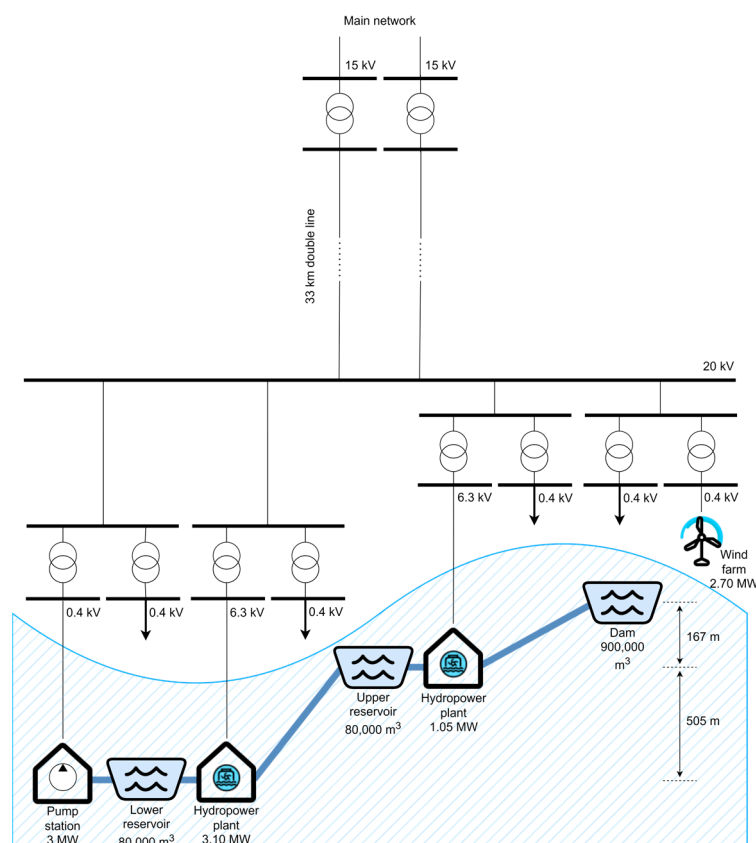 Main network
15 kV
15 kV
33 km double line
20 kV
6.3 kV
0.4 kV
0.4 kV
0.4 kV
0.4 kV
0.4 kV
6.3 kV
0.4 kV
Wind
farm
2.70 MW
Dam
900,000
m³
167 m
Upper
reservoir
80,000 m³
Hydropower
plant
1.05 MW
505 m
Pump
station
3 MW
Lower
reservoir
80,000 m³
Hydropower
plant
3.10 MW